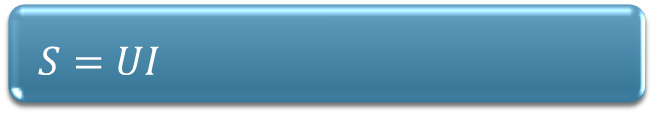 S = UI